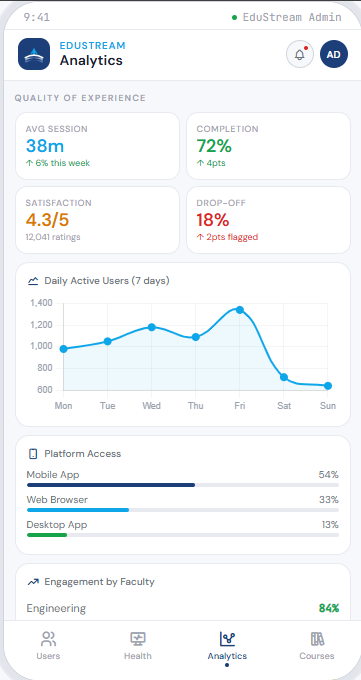 9:41 EduStream Admin
EDUSTREAM
Analytics
AD
QUALITY OF EXPERIENCE
AVG SESSION COMPLETION
38m 72%
↑ 6% this week ↑ 4pts
SATISFACTION DROP-OFF
4.3/5 18%
12,041 ratings ↑ 2pts flagged
Daily Active Users (7 days)
1,400
1,200
1,000
800
600
Mon Tue Wed Thu Fri Sat Sun
Platform Access
Mobile App 54%
Web Browser 33%
Desktop App 13%
Engagement by Faculty
Engineering 84%
Users Health Analytics Courses